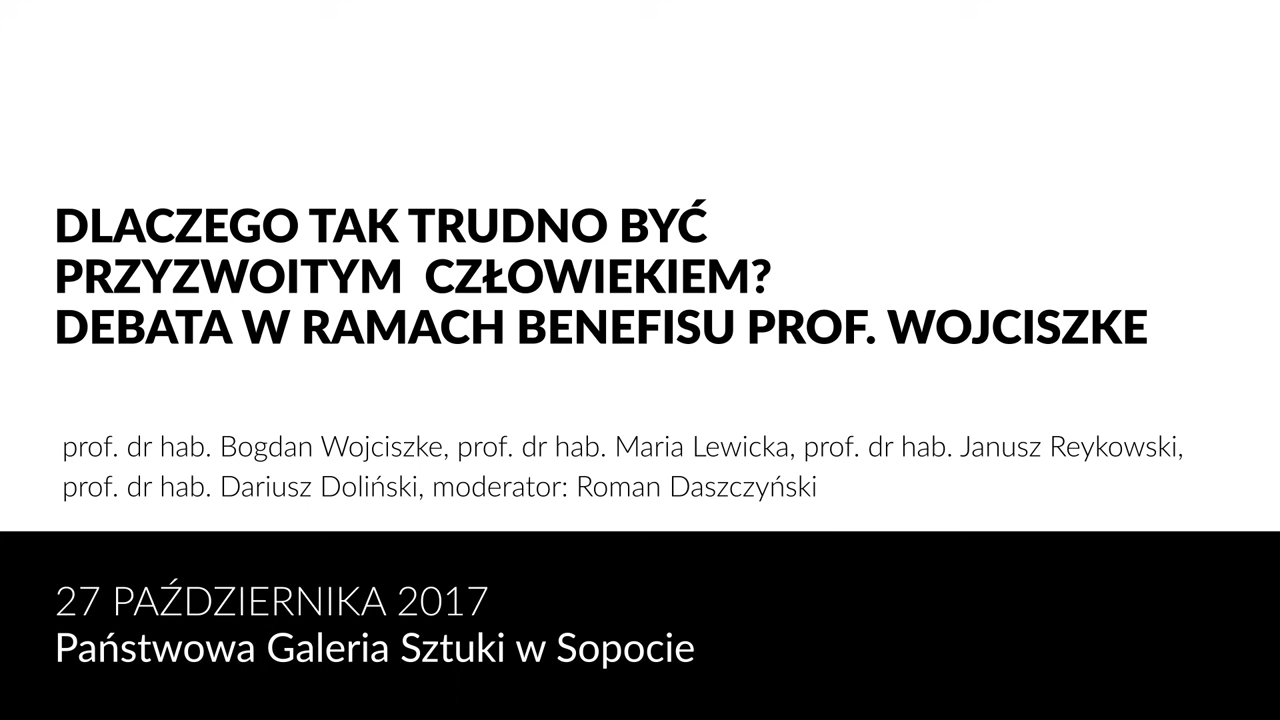 DLACZEGO TAK TRUDNO BYĆ
PRZYZWOITYM CZŁOWIEKIEM?
DEBATA W RAMACH BENEFISU PROF. WOJCISZKE
prof. dr hab. Bogdan Wojciszke, prof. dr hab. Maria Lewicka, prof. dr hab. Janusz Reykowski,
prof. dr hab. Dariusz Doliński, moderator: Roman Daszczyński
27 PAŹDZIERNIKA 2017
Państwowa Galeria Sztuki w Sopocie